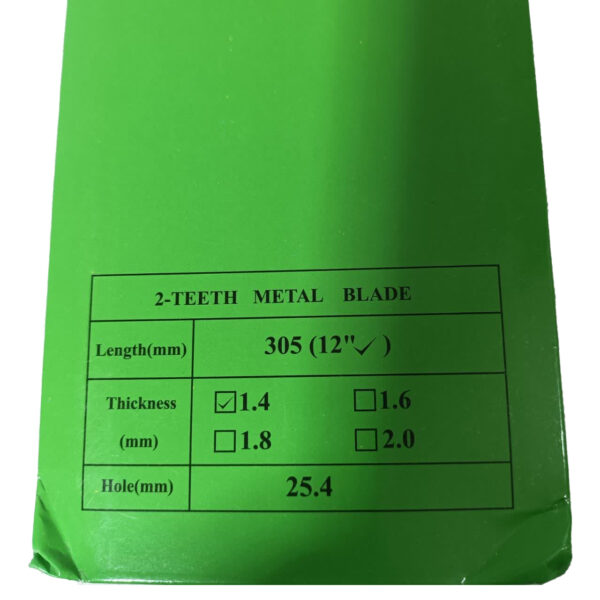 2-TEETH METAL BLADE
Length(mm) 305 (12"✓)
Thickness (mm) ☑1.4 ☐1.6
☐1.8 ☐2.0
Hole(mm) 25.4